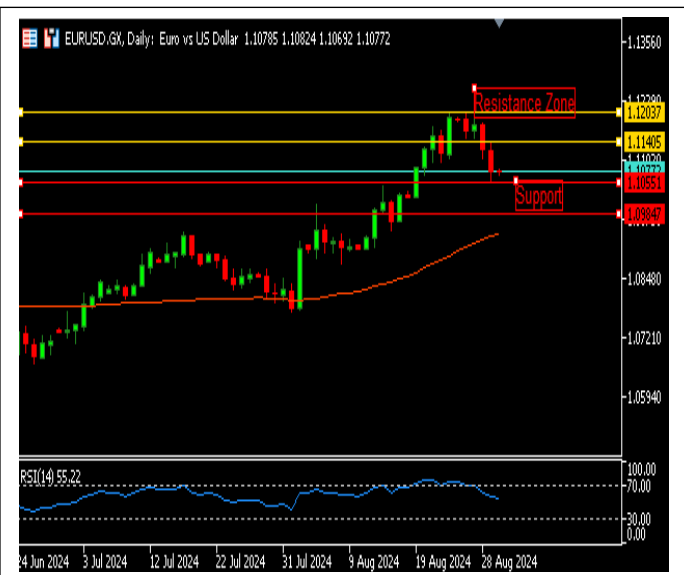 EURUSD.GX, Daily: Euro vs US Dollar 1.10785 1.10824 1.10692 1.10772
1.13560
Resistance Zone
1.12037
1.11405
1.10772
1.10551
Support
1.09847
1.08480
1.07210
1.05940
RSI(14) 55.22
100.00
70.00
30.00
0.00
24 Jun 2024 3 Jul 2024 12 Jul 2024 22 Jul 2024 31 Jul 2024 9 Aug 2024 19 Aug 2024 28 Aug 2024